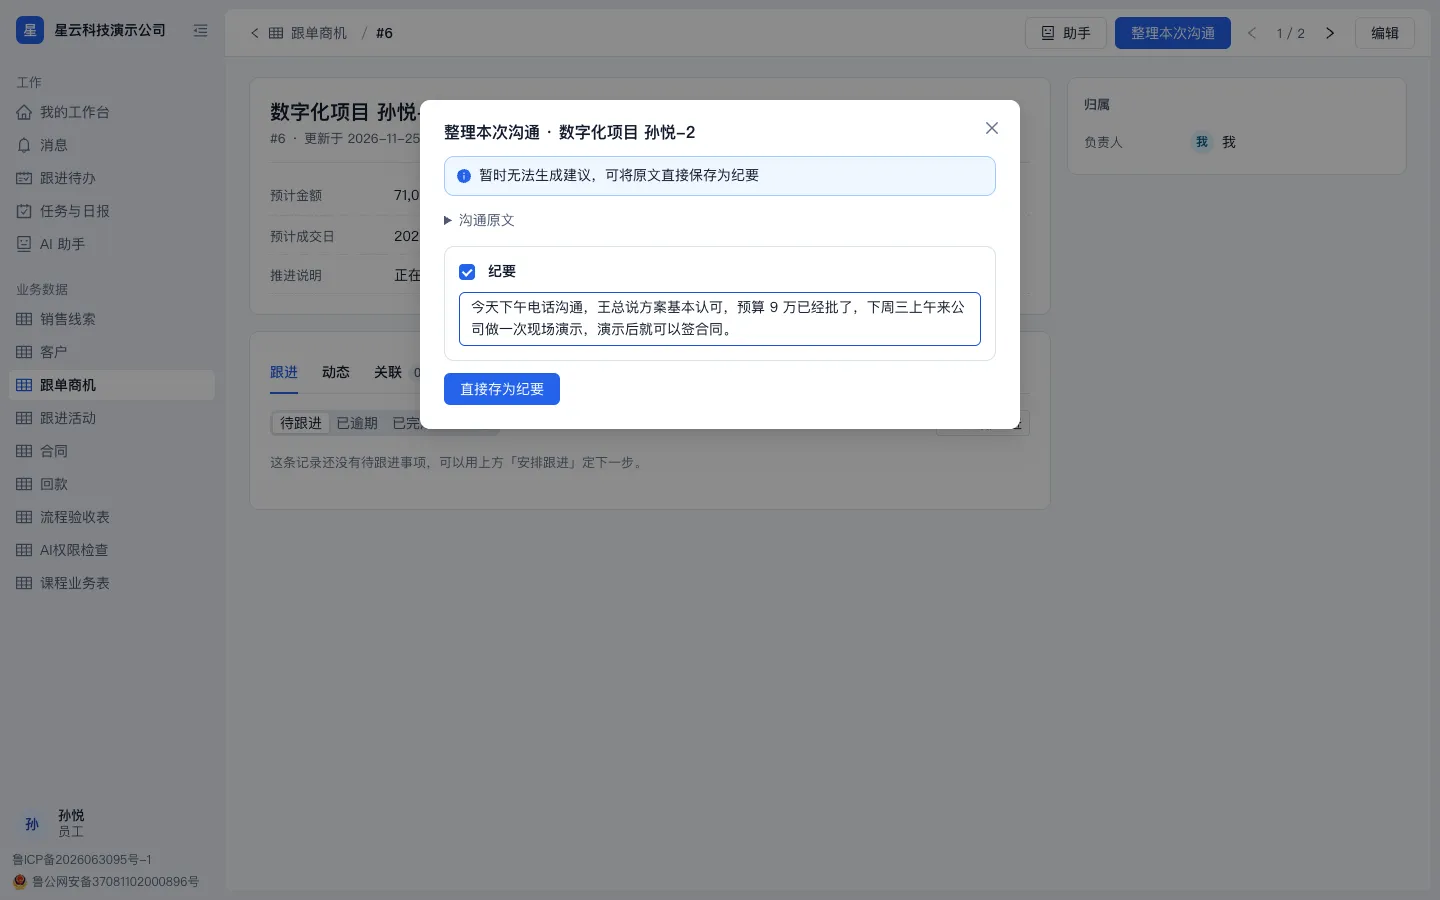 星 星云科技演示公司
工作
我的工作台
消息
跟进待办
任务与日报
AI 助手
业务数据
销售线索
客户
跟单商机
跟进活动
合同
回款
流程验收表
AI权限检查
课程业务表
孙 孙悦
员工
鲁ICP备2026063095号-1
鲁公网安备37081102000896号
跟单商机 / #6
助手 整理本次沟通 1 / 2 编辑
数字化项目 孙悦-
#6 · 更新于 2026-11-25
预计金额 71,0
预计成交日 202
推进说明 正在
跟进 动态 关联 0
待跟进 已逾期 已完
这条记录还没有待跟进事项，可以用上方「安排跟进」定下一步。
归属
负责人 我 我
整理本次沟通 · 数字化项目 孙悦-2
暂时无法生成建议，可将原文直接保存为纪要
沟通原文
纪要
今天下午电话沟通，王总说方案基本认可，预算 9 万已经批了，下周三上午来公
司做一次现场演示，演示后就可以签合同。
直接存为纪要